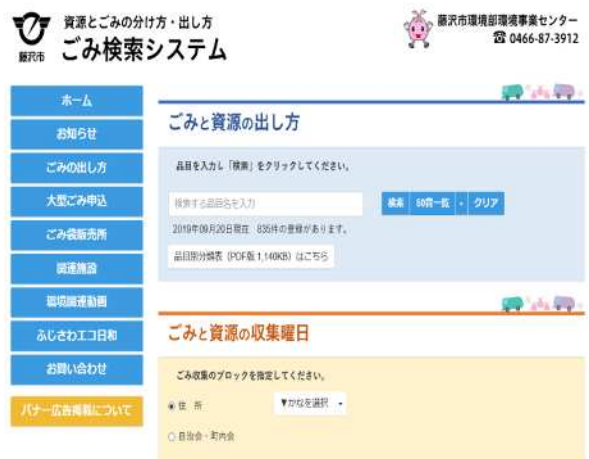 資源とごみの分け方・出し方
藤沢市
ごみ検索システム
藤沢市環境部環境事業センター
☎ 0466-87-3912
ホーム
お知らせ
ごみの出し方
大型ごみ申込
ごみ袋販売所
関連施設
環境関連動画
ふじさわエコ日和
お問い合わせ
バナー広告掲載について
ごみと資源の出し方
品目を入力し「検索」をクリックしてください。
検索する品目名を入力
検索 50音一覧 クリア
2019年09月20日現在 835件の登録があります。
品目別分類表 (PDF版 1,140KB) はこちら
ごみと資源の収集曜日
ごみ収集のブロックを指定してください。
住 所 ▼かなを選択
自治会・町内会